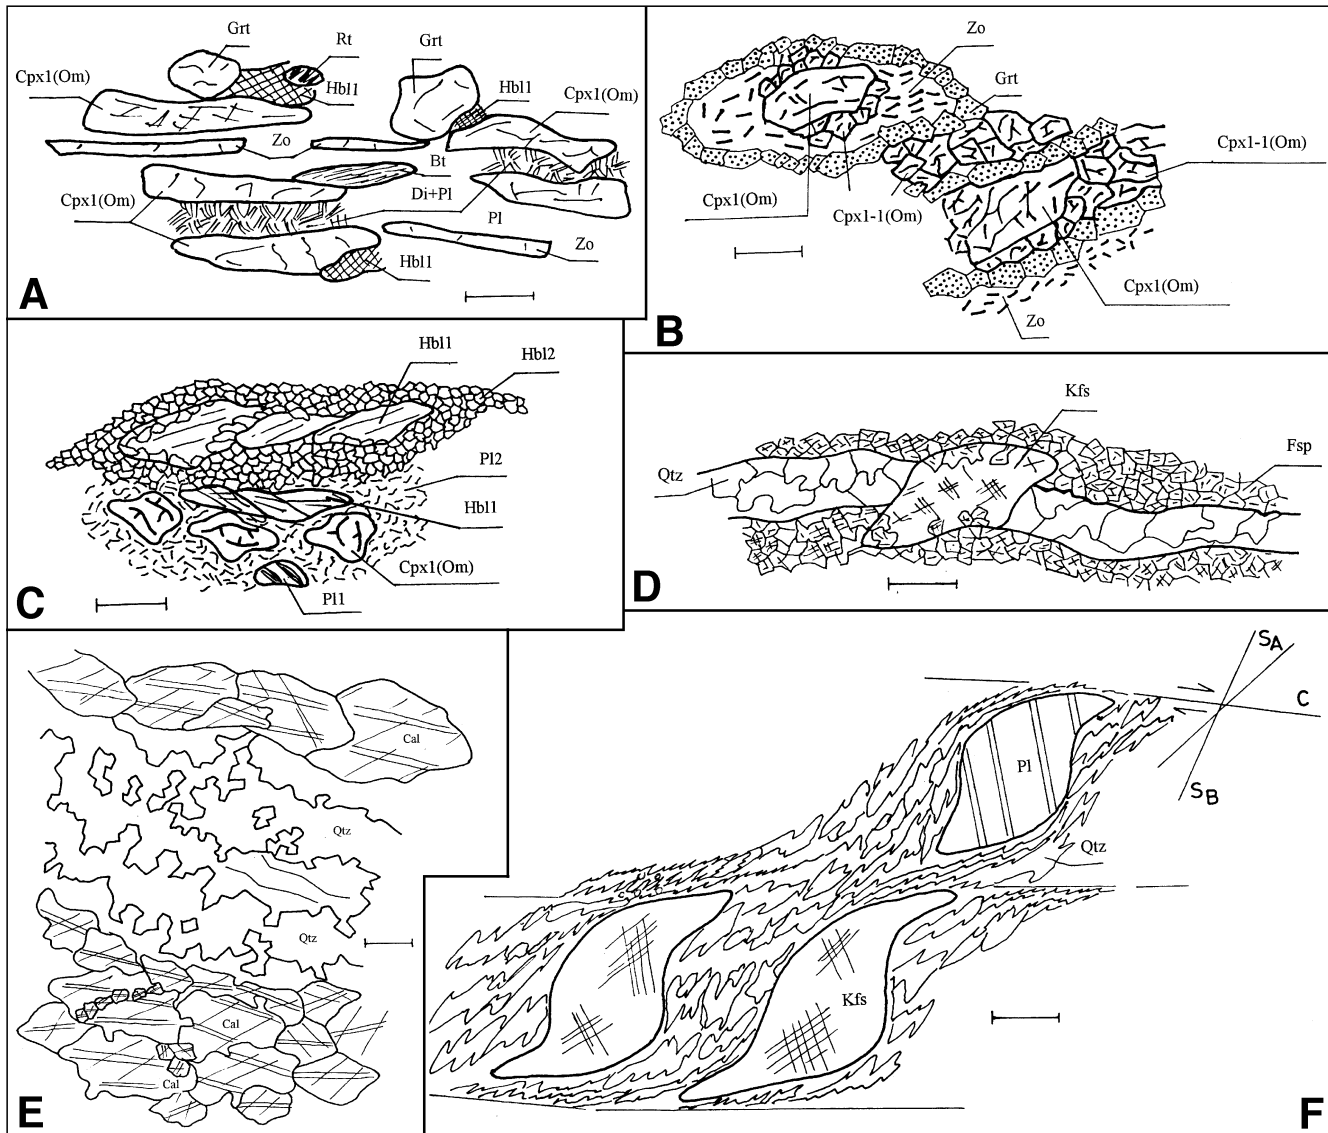 Grt
Rt
Grt
Cpx1(Om)
Hbl1
Hbl1
Cpx1(Om)
Zo
Bt
Cpx1(Om)
Di+Pl
Pl
Zo
Hbl1
A
Zo
Grt
Cpx1-1(Om)
Cpx1(Om)
Cpx1-1(Om)
Cpx1(Om)
Zo
B
Hbl1
Hbl2
Pl2
Hbl1
Cpx1(Om)
Pl1
C
Kfs
Fsp
Qtz
D
Cal
Qtz
Qtz
Cal
Cal
E
SA
C
Pl
SB
Qtz
Kfs
F